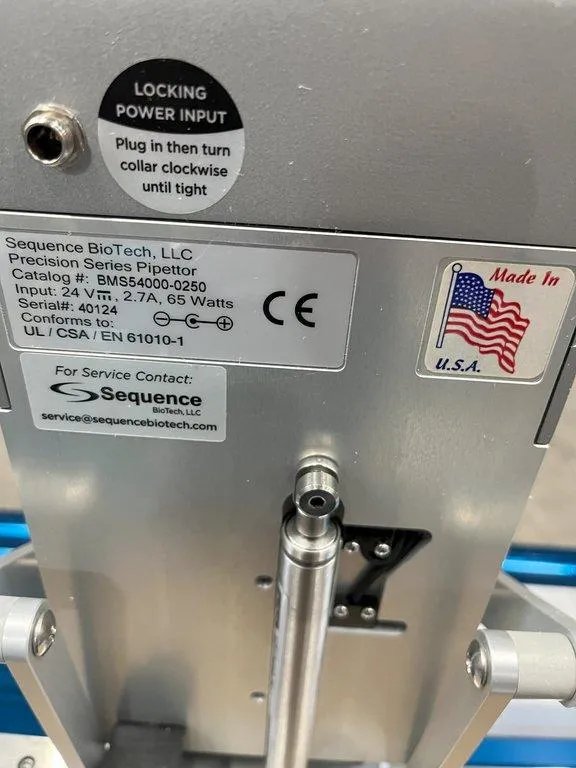 LOCKING
POWER INPUT
Plug in then turn
collar clockwise
until tight
Sequence BioTech, LLC
Precision Series Pipettor
Catalog #: BMS54000-0250
Input: 24 V⎓, 2.7A, 65 Watts
Serial#: 40124
Conforms to:
UL / CSA / EN 61010-1
CE
Made In
U.S.A.
For Service Contact:
Sequence
BioTech, LLC
service@sequencebiotech.com